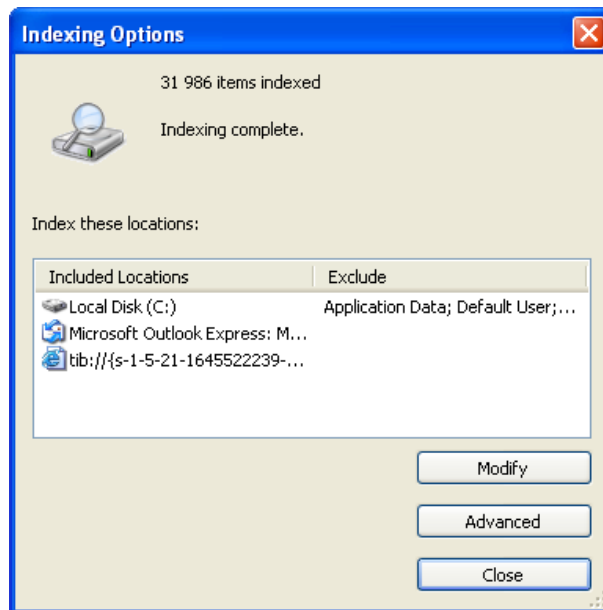 Indexing Options
31 986 items indexed
Indexing complete.
Index these locations:
Included Locations Exclude
Local Disk (C:) Application Data; Default User;...
Microsoft Outlook Express: M...
tib://{s-1-5-21-1645522239-...
Modify
Advanced
Close